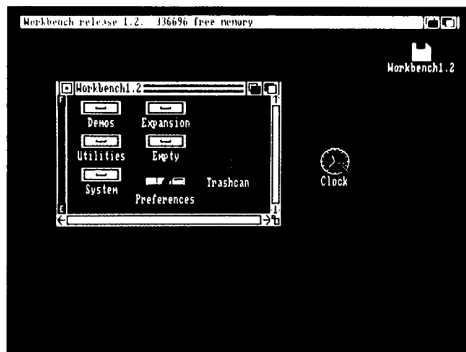 Workbench release 1.2. 336696 free memory
Workbench1.2
Workbench1.2
Demos Expansion
Utilities Empty
System Preferences Trashcan
Clock